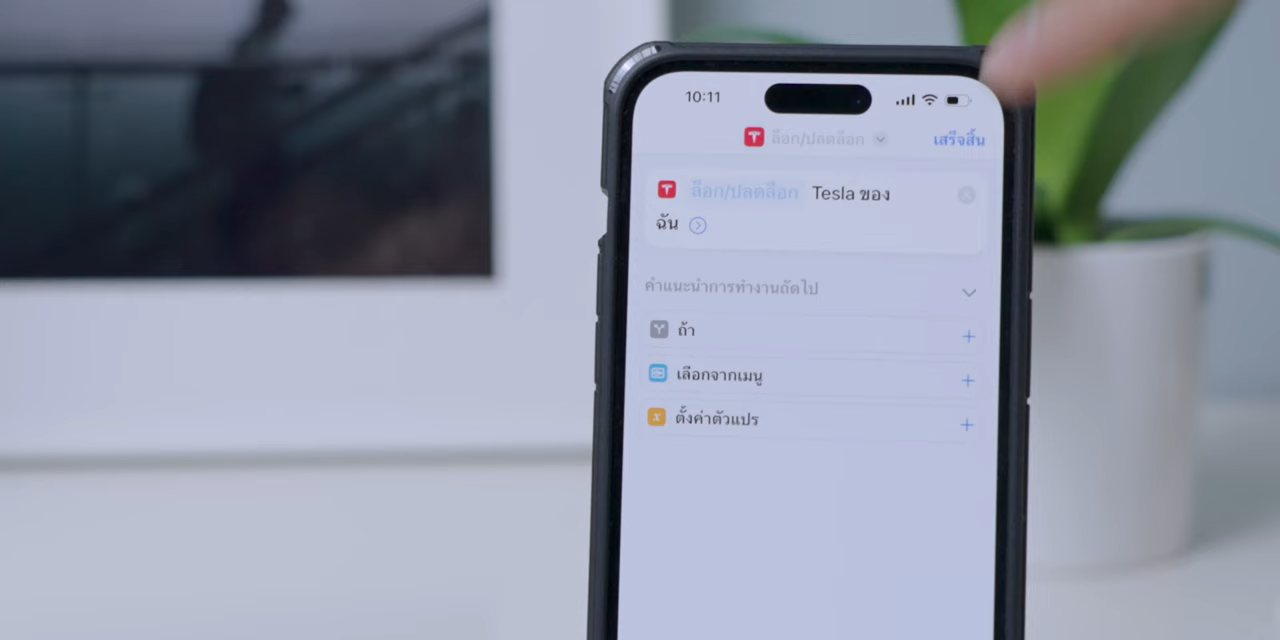 10:11
ล็อก/ปลดล็อก
เสร็จสิ้น
ล็อก/ปลดล็อก Tesla ของ
ฉัน
คำแนะนำการทำงานถัดไป
ถ้า
เลือกจากเมนู
ตั้งค่าตัวแปร